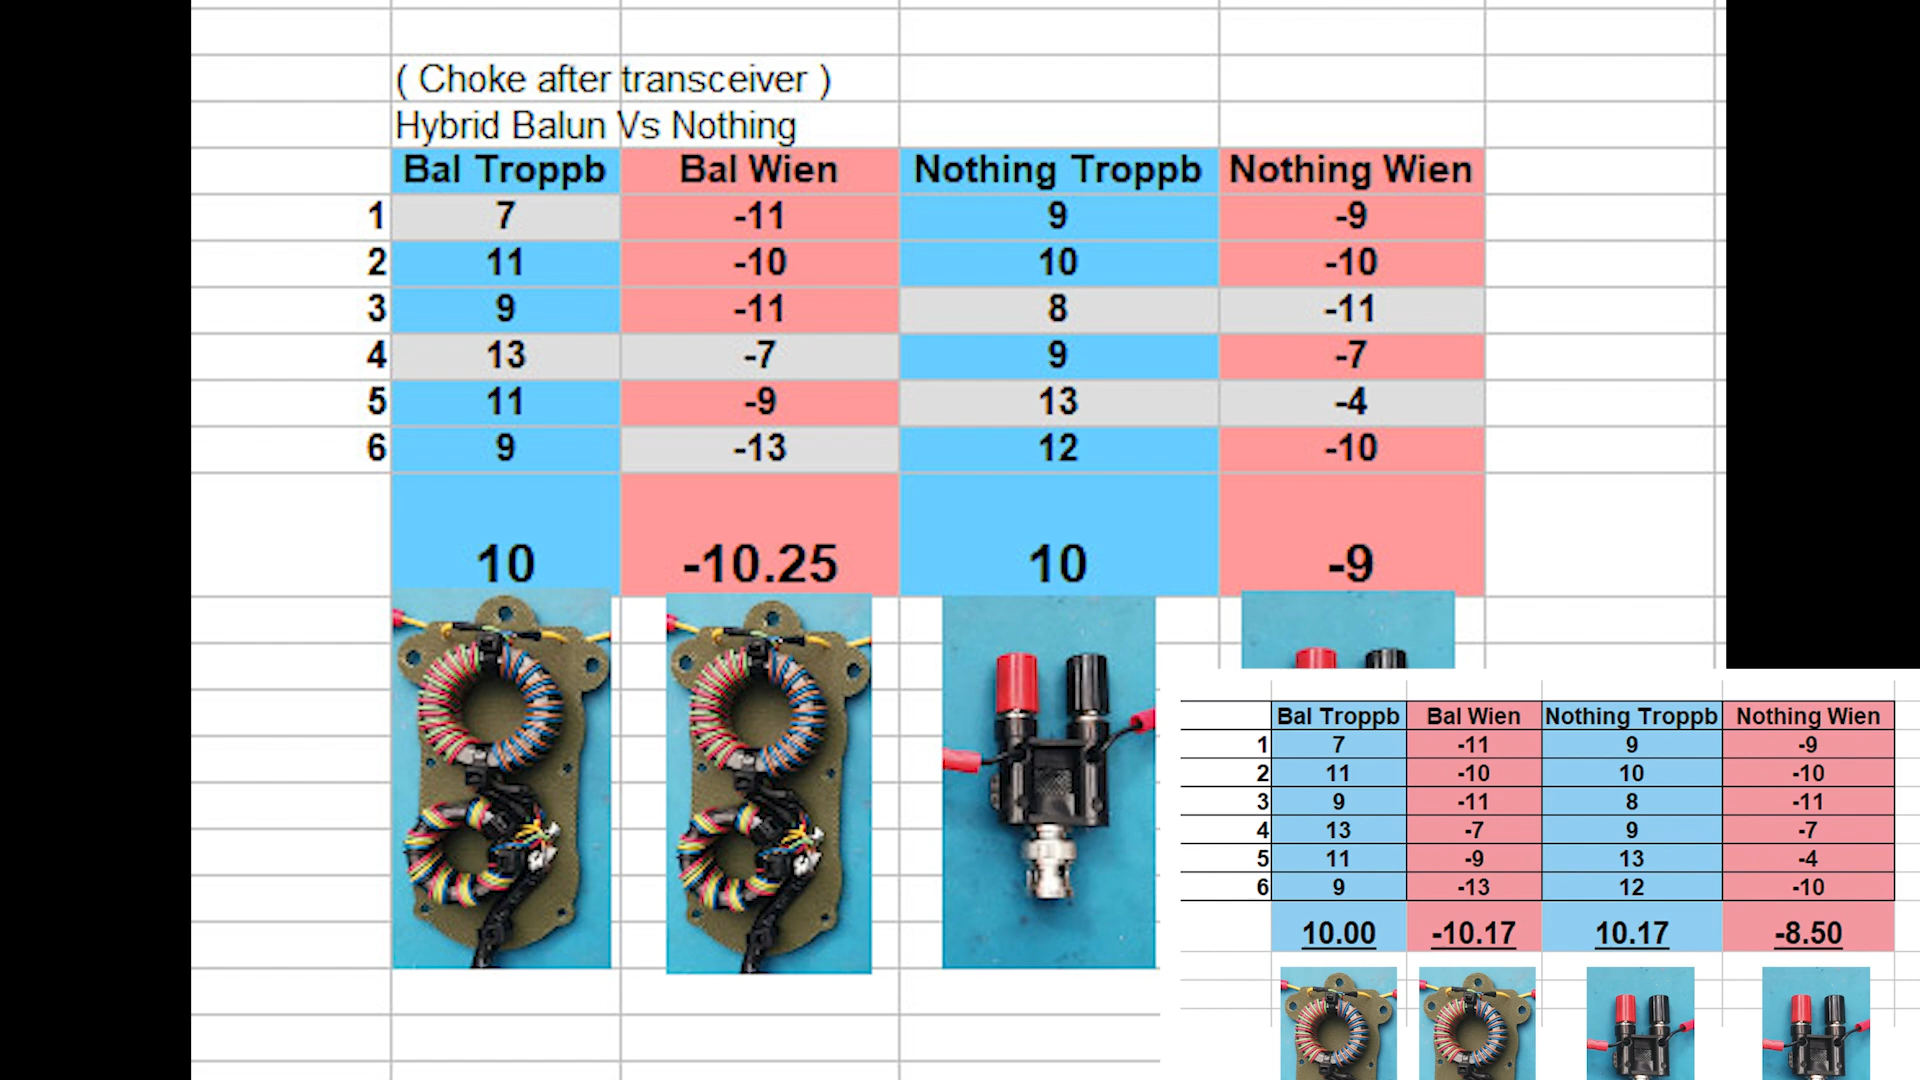 ( Choke after transceiver )
Hybrid Balun Vs Nothing
Bal Troppb Bal Wien Nothing Troppb Nothing Wien
1 7 -11 9 -9
2 11 -10 10 -10
3 9 -11 8 -11
4 13 -7 9 -7
5 11 -9 13 -4
6 9 -13 12 -10
10 -10.25 10 -9
Bal Troppb Bal Wien Nothing Troppb Nothing Wien
1 7 -11 9 -9
2 11 -10 10 -10
3 9 -11 8 -11
4 13 -7 9 -7
5 11 -9 13 -4
6 9 -13 12 -10
10.00 -10.17 10.17 -8.50